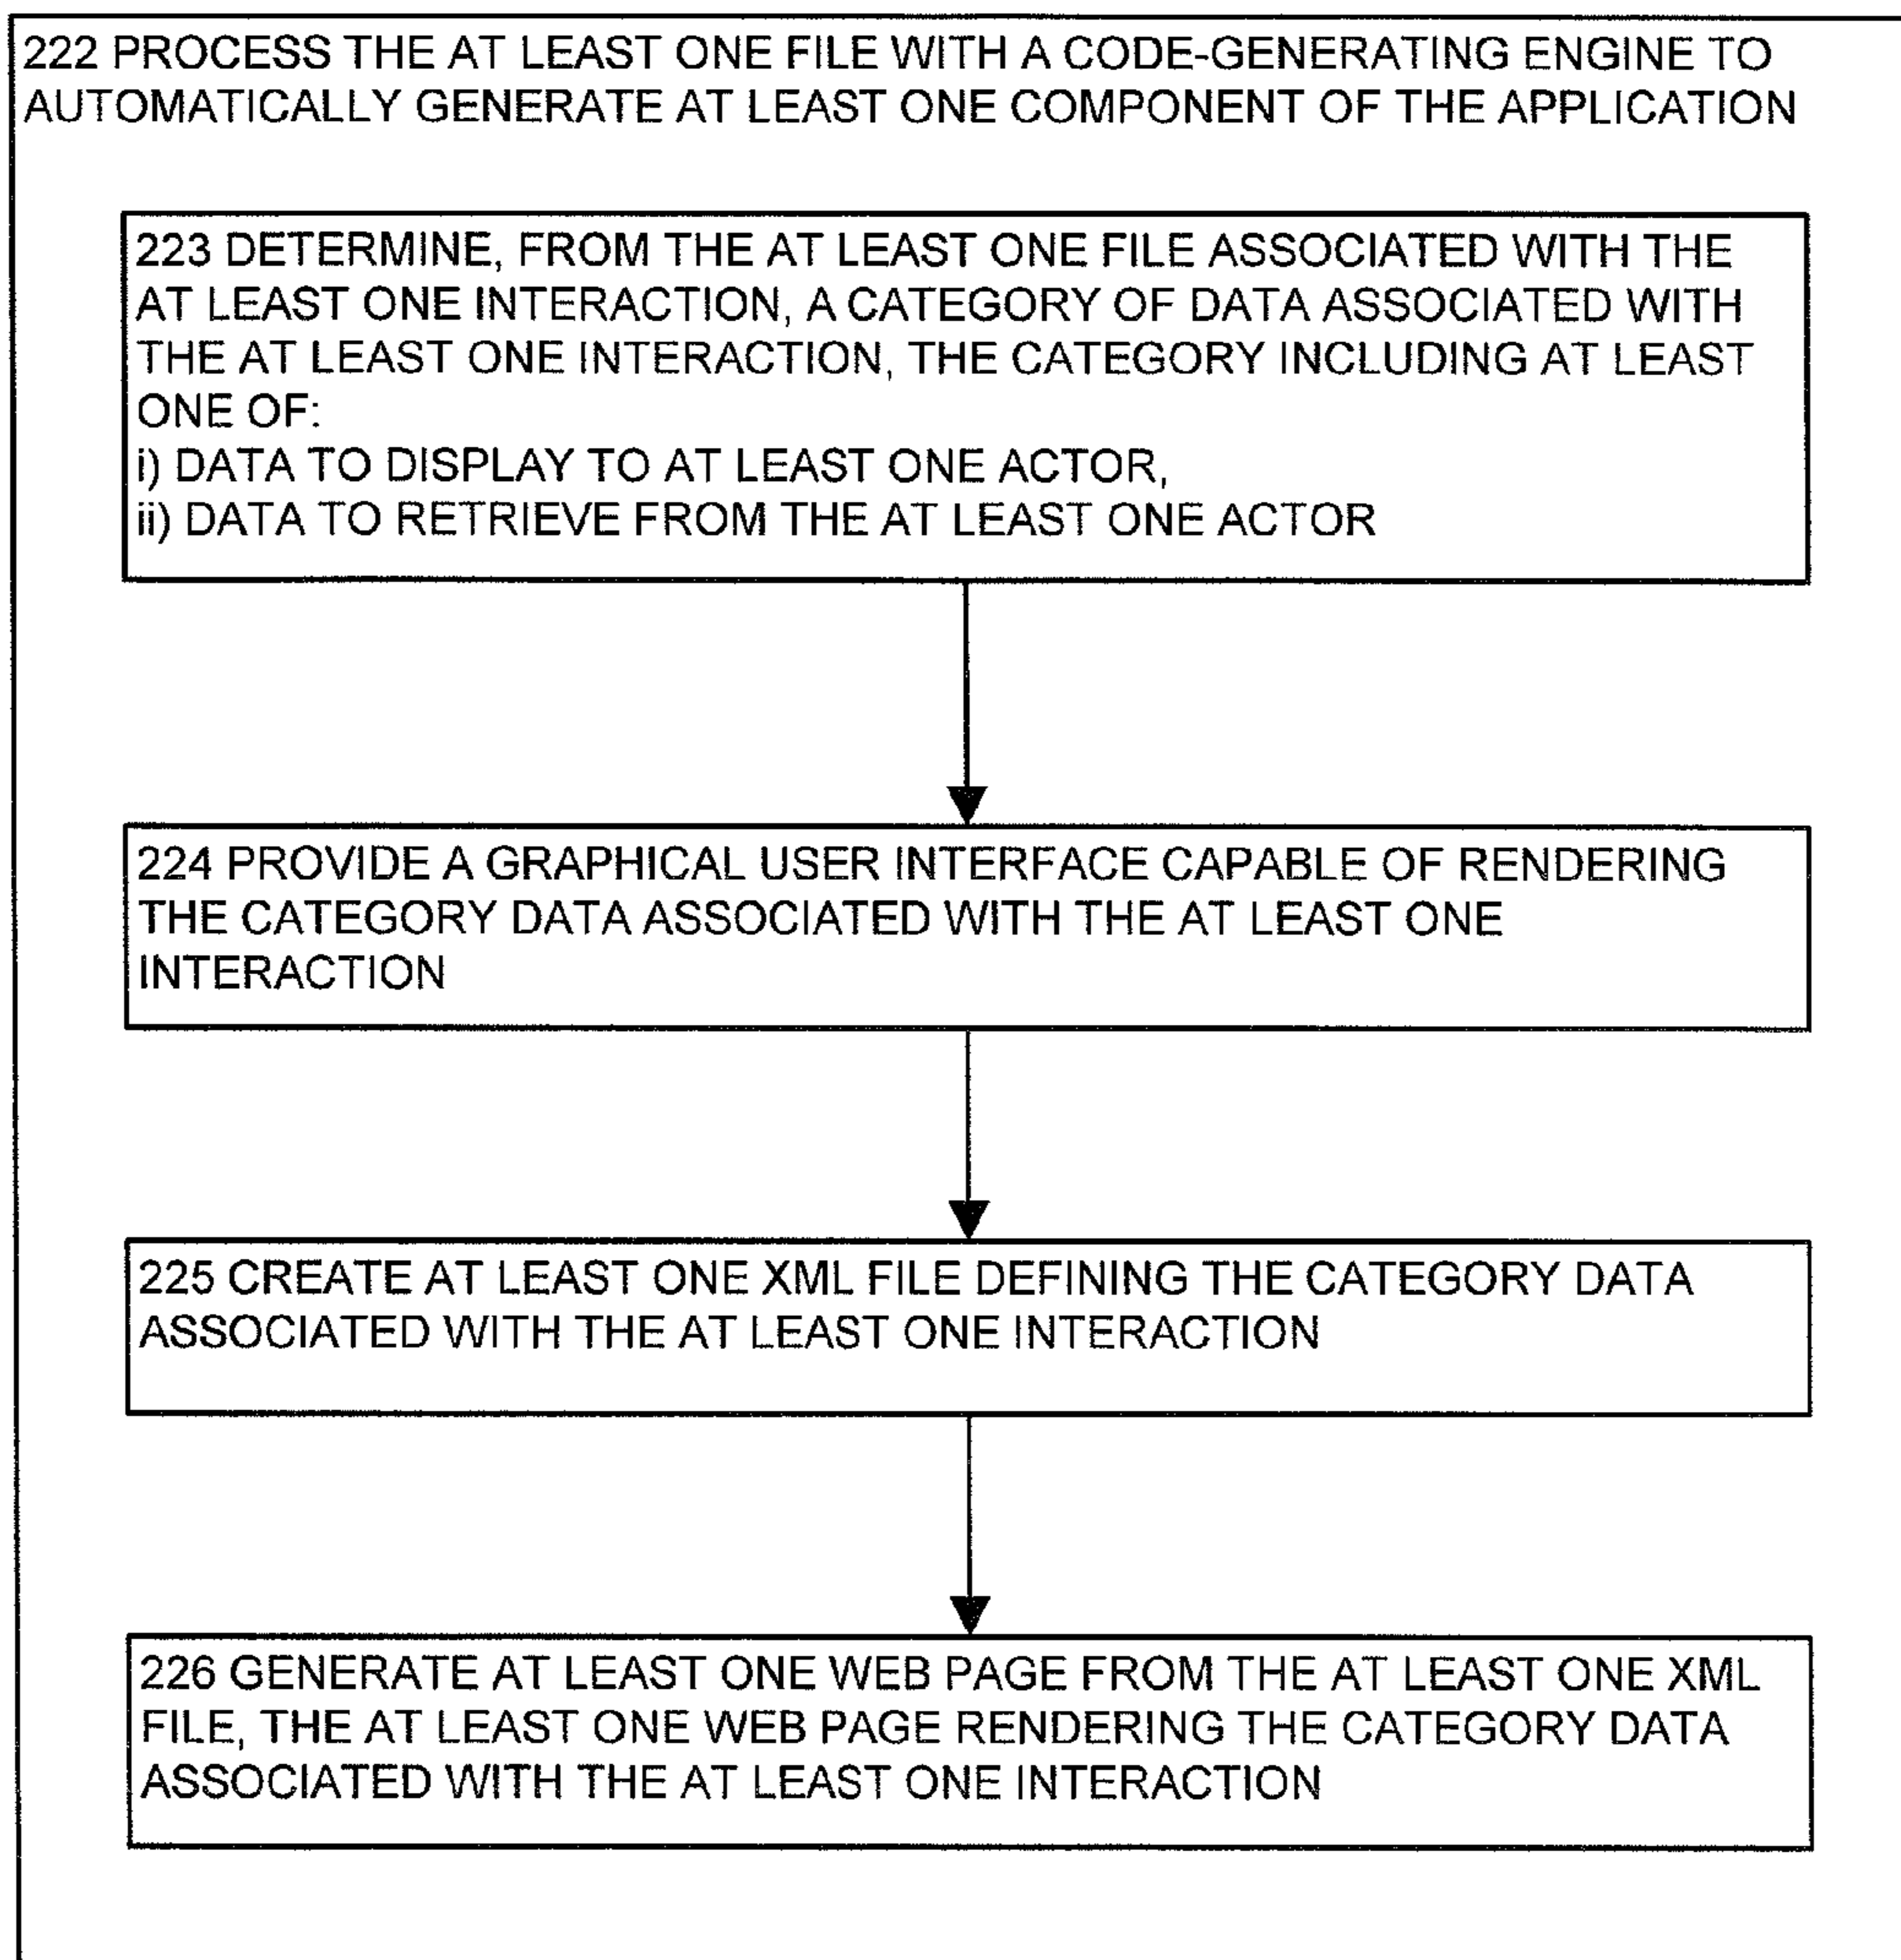 222 PROCESS THE AT LEAST ONE FILE WITH A CODE-GENERATING ENGINE TO
AUTOMATICALLY GENERATE AT LEAST ONE COMPONENT OF THE APPLICATION
223 DETERMINE, FROM THE AT LEAST ONE FILE ASSOCIATED WITH THE
AT LEAST ONE INTERACTION, A CATEGORY OF DATA ASSOCIATED WITH
THE AT LEAST ONE INTERACTION, THE CATEGORY INCLUDING AT LEAST
ONE OF:
i) DATA TO DISPLAY TO AT LEAST ONE ACTOR,
ii) DATA TO RETRIEVE FROM THE AT LEAST ONE ACTOR
224 PROVIDE A GRAPHICAL USER INTERFACE CAPABLE OF RENDERING
THE CATEGORY DATA ASSOCIATED WITH THE AT LEAST ONE
INTERACTION
225 CREATE AT LEAST ONE XML FILE DEFINING THE CATEGORY DATA
ASSOCIATED WITH THE AT LEAST ONE INTERACTION
226 GENERATE AT LEAST ONE WEB PAGE FROM THE AT LEAST ONE XML
FILE, THE AT LEAST ONE WEB PAGE RENDERING THE CATEGORY DATA
ASSOCIATED WITH THE AT LEAST ONE INTERACTION